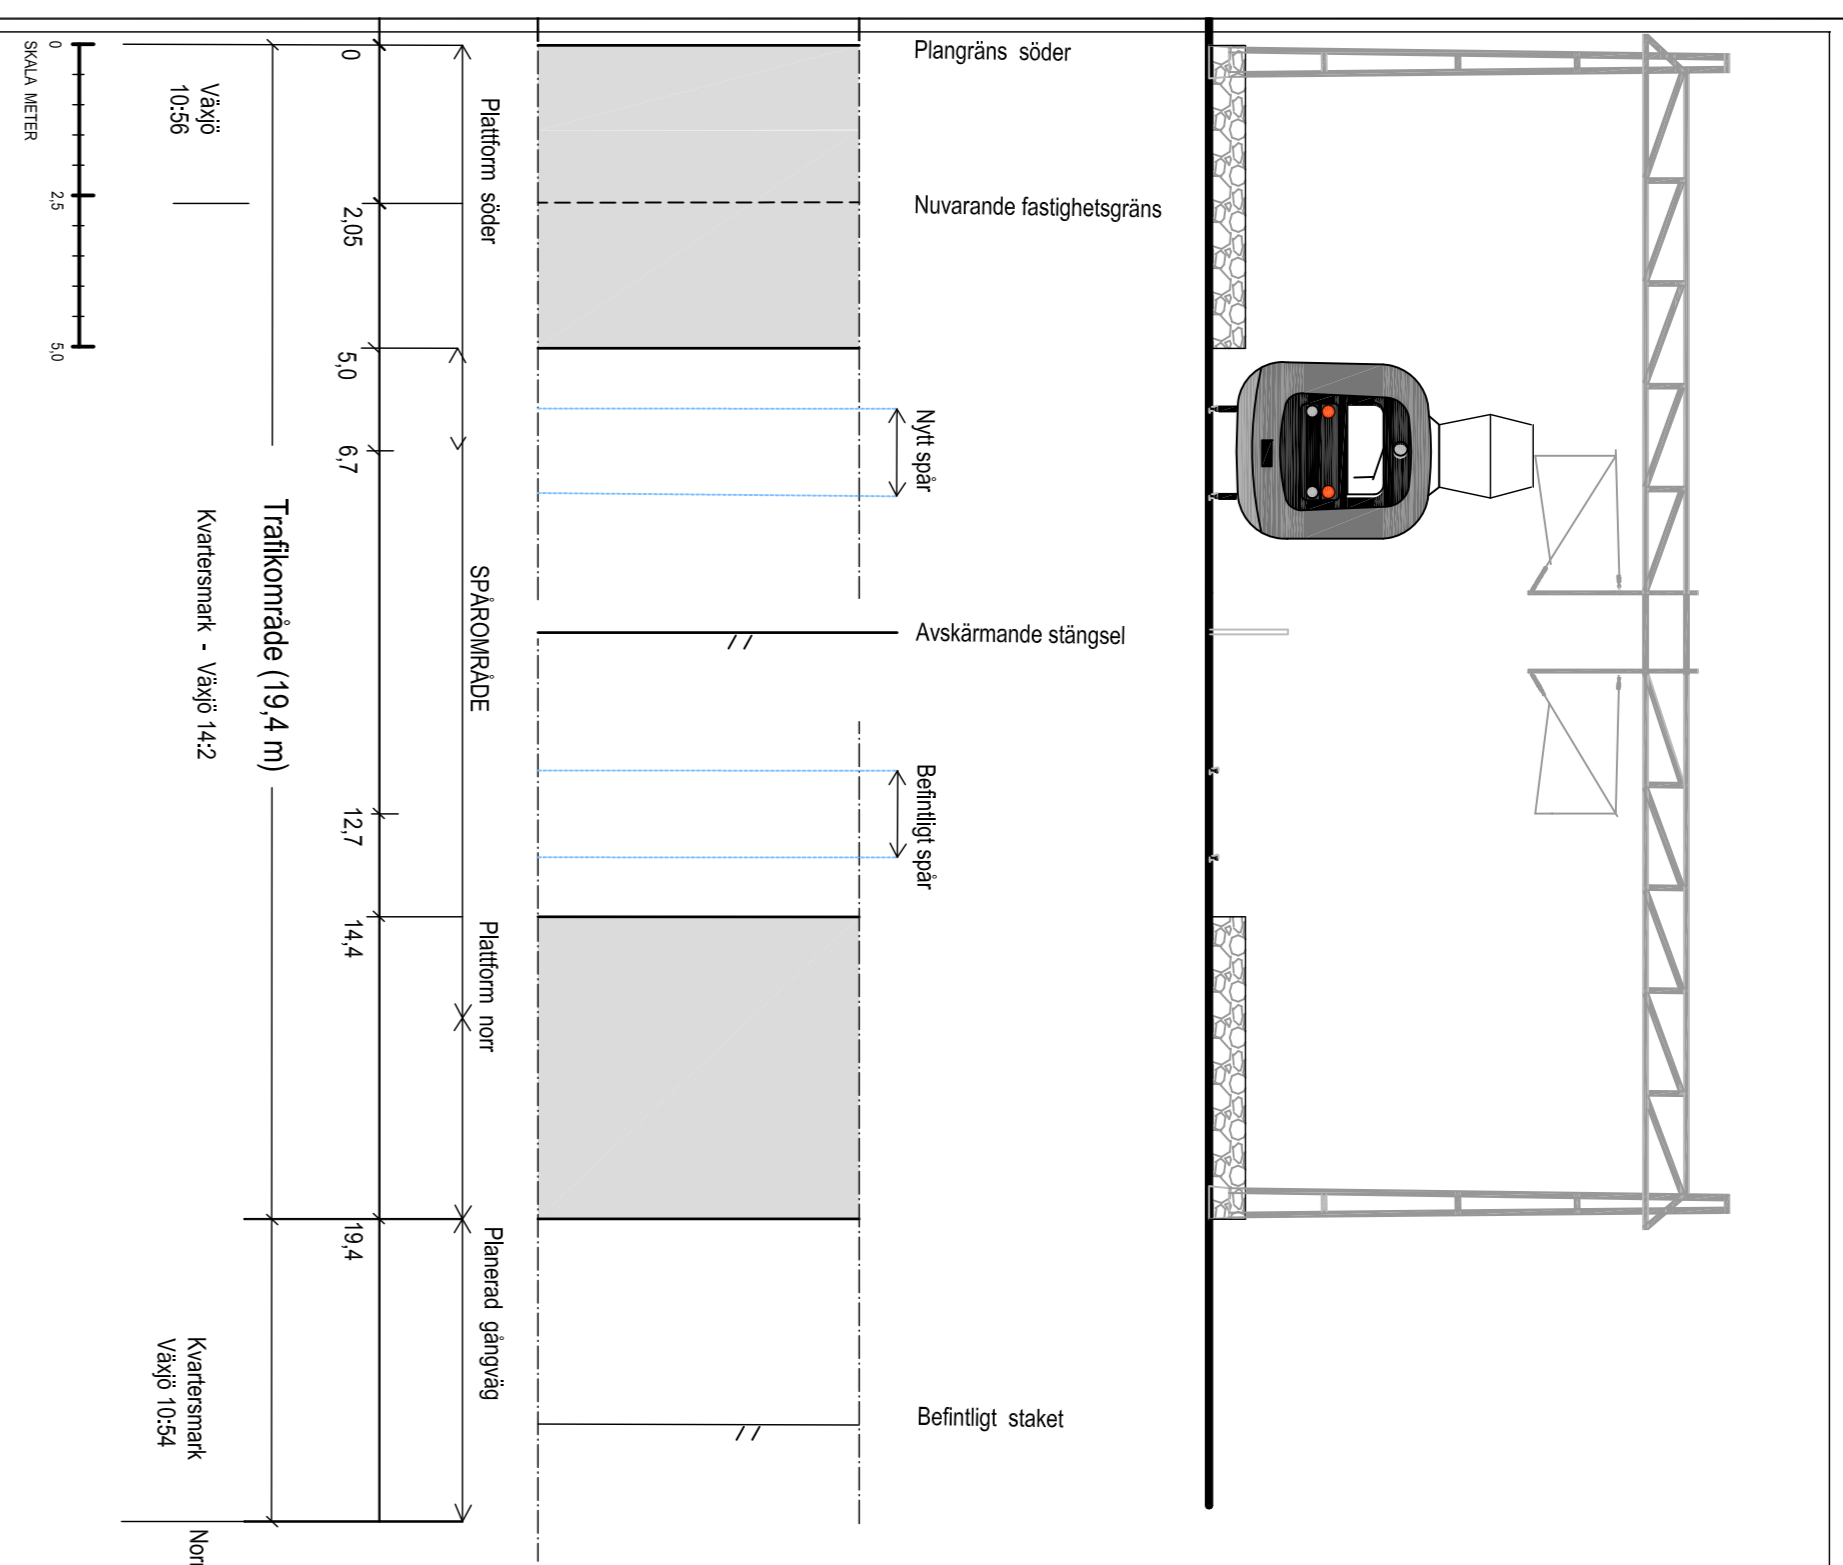 Plangräns söder
Nuvarande fastighetsgräns
Nytt spår
Avskärmande stängsel
Befintligt spår
Befintligt staket
Plattform söder
SPÅROMRÅDE
Plattform norr
Planerad gångväg
0
2,05
5,0
6,7
12,7
14,4
19,4
Trafikområde (19,4 m)
Växjö
10:56
Kvartersmark - Växjö 14:2
Kvartersmark
Växjö 10:54
0
2,5
5,0
SKALA METER